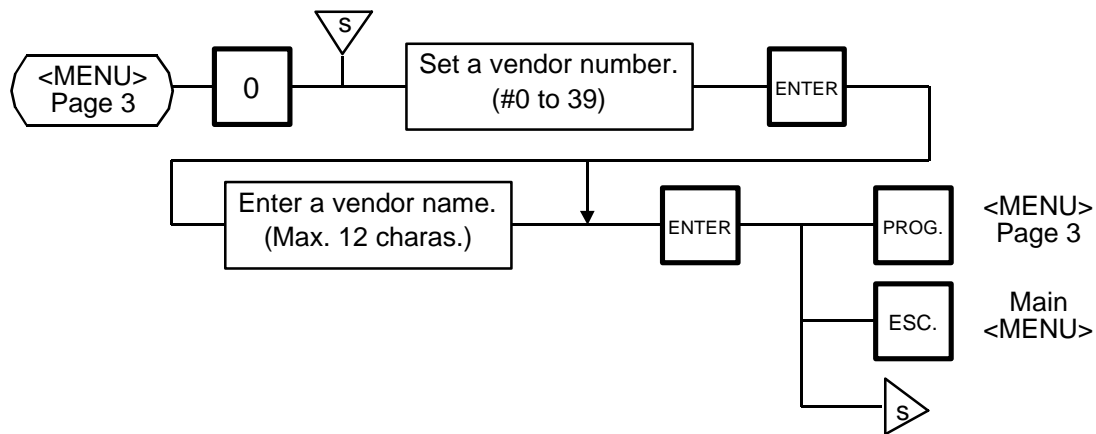 s
<MENU>
Page 3
0
Set a vendor number.
(#0 to 39)
ENTER
Enter a vendor name.
(Max. 12 charas.)
ENTER
PROG.
<MENU>
Page 3
ESC.
Main
<MENU>
s